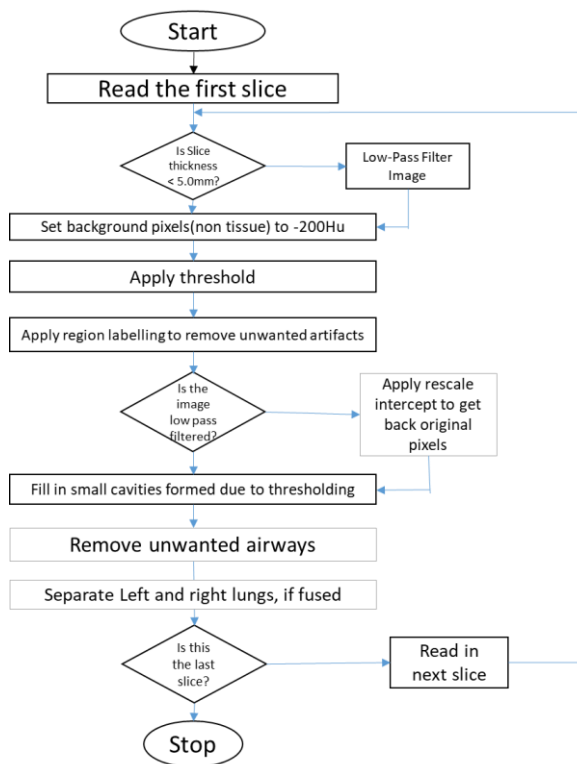 Start
Read the first slice
Is Slice
thickness
< 5.0mm?
Low-Pass Filter
Image
Set background pixels(non tissue) to -200Hu
Apply threshold
Apply region labelling to remove unwanted artifacts
Is the
image
low pass
filtered?
Apply rescale
intercept to get
back original
pixels
Fill in small cavities formed due to thresholding
Remove unwanted airways
Separate Left and right lungs, if fused
Is this
the last
slice?
Read in
next slice
Stop